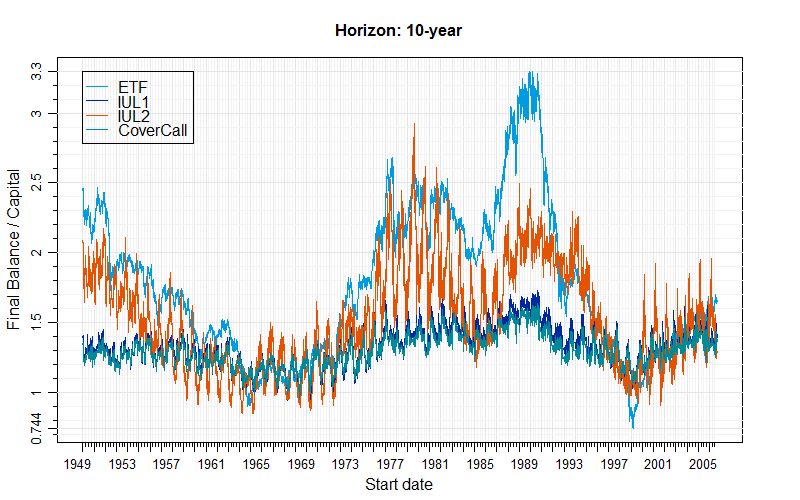 Horizon: 10-year
ETF
IUL1
IUL2
CoverCall
Final Balance / Capital
3.3
3
2.5
2
1.5
1
0.744
1949 1953 1957 1961 1965 1969 1973 1977 1981 1985 1989 1993 1997 2001 2005
Start date